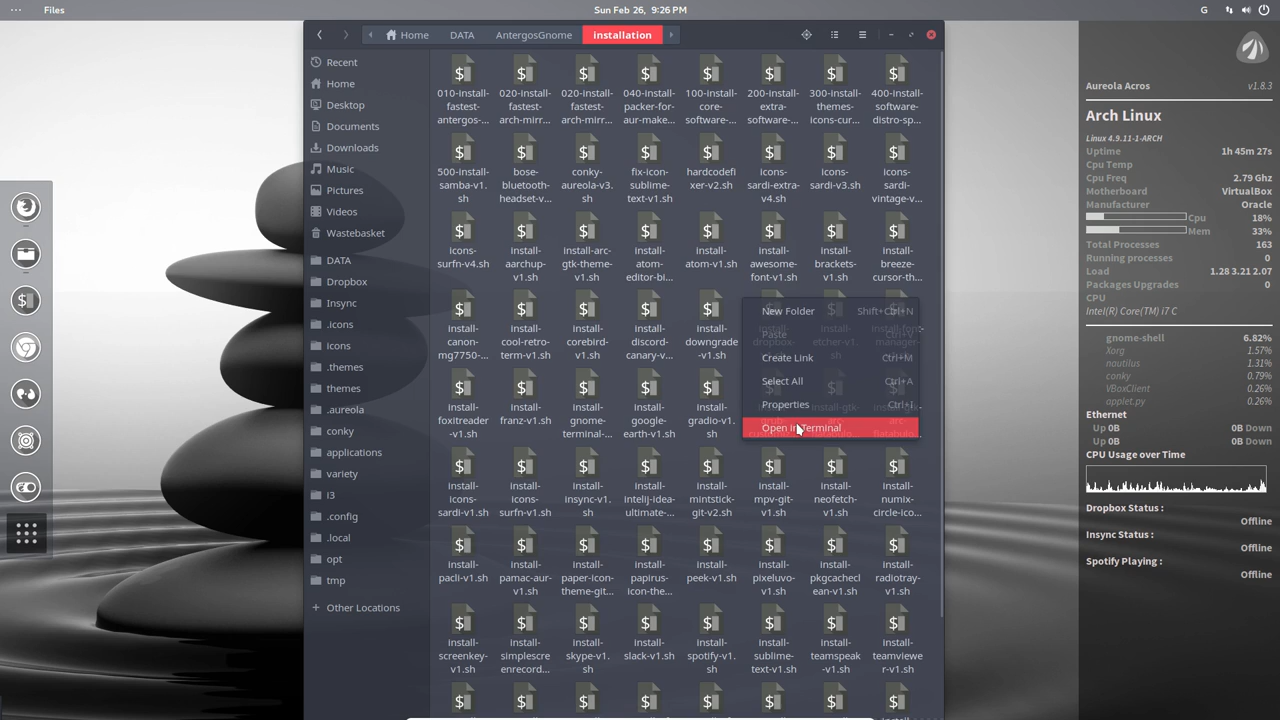 Files
Sun Feb 26, 9:26 PM
Home
DATA
AntergosGnome
installation
Recent
Home
Desktop
Documents
Downloads
Music
Pictures
Videos
Wastebasket
DATA
Dropbox
Insync
.icons
icons
.themes
themes
.aureola
conky
applications
variety
i3
.config
.local
opt
tmp
Other Locations
010-install-
fastest-
antergos-...
020-install-
fastest-
arch-mirr...
020-install-
fastest-
arch-mirr...
040-install-
packer-for-
aur-make...
100-install-
core-
software-...
200-install-
extra-
software-...
300-install-
themes-
icons-cur...
400-install-
software-
distro-sp...
500-install-
samba-v1.
sh
bose-
bluetooth-
headset-v...
conky-
aureola-v3.
sh
fix-icon-
sublime-
text-v1.sh
hardcodefi
xer-v2.sh
icons-
sardi-extra-
v4.sh
icons-
sardi-v3.sh
icons-
sardi-
vintage-v...
icons-
surfn-v4.sh
install-
aarchup-
v1.sh
install-arc-
gtk-theme-
v1.sh
install-
atom-
editor-bi...
install-
atom-v1.sh
install-
awesome-
font-v1.sh
install-
brackets-
v1.sh
install-
breeze-
cursor-th...
install-
canon-
mg7750-...
install-
cool-retro-
term-v1.sh
install-
corebird-
v1.sh
install-
discord-
canary-v...
install-
downgrade
-v1.sh
install-
foxitreader
-v1.sh
install-
franz-v1.sh
install-
gnome-
terminal-...
install-
google-
earth-v1.sh
install-
gradio-v1.
sh
New Folder Shift+Ctrl+N
Paste Ctrl+V
Create Link Ctrl+M
Select All Ctrl+A
Properties Ctrl+I
Open in Terminal
install-
icons-
sardi-v1.sh
install-
icons-
surfn-v1.sh
install-
insync-v1.
sh
install-
intelij-idea-
ultimate-...
install-
mintstick-
git-v2.sh
install-
mpv-git-
v1.sh
install-
neofetch-
v1.sh
install-
numix-
circle-ico...
install-
pacli-v1.sh
install-
pamac-aur-
v1.sh
install-
paper-icon-
theme-git...
install-
papirus-
icon-the...
install-
peek-v1.sh
install-
pixeluvo-
v1.sh
install-
pkgcachecl
ean-v1.sh
install-
radiotray-
v1.sh
install-
screenkey-
v1.sh
install-
simplescre
enrecord...
install-
skype-v1.
sh
install-
slack-v1.sh
install-
spotify-v1.
sh
install-
sublime-
text-v1.sh
install-
teamspeak
-v1.sh
install-
teamviewe
r-v1.sh
Aureola Acros v1.8.3
Arch Linux
Linux 4.9.11-1-ARCH
Uptime 1h 45m 27s
Cpu Temp
Cpu Freq 2.79 Ghz
Motherboard VirtualBox
Manufacturer Oracle
Cpu 18%
Mem 33%
Total Processes 163
Running processes 0
Load 1.28 3.21 2.07
Packages Upgrades 0
CPU
Intel(R) Core(TM) i7 C
gnome-shell 6.82%
Xorg 1.57%
nautilus 1.31%
conky 0.79%
VBoxClient 0.26%
applet.py 0.26%
Ethernet
Up 0B 0B Down
Up 0B 0B Down
CPU Usage over Time
Dropbox Status :
Offline
Insync Status :
Offline
Spotify Playing :
Offline